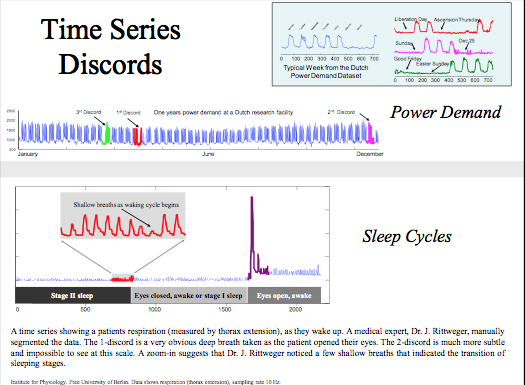 Time Series
Discords
Typical Week from the Dutch
Power Demand Dataset
0 100 200 300 400 500 600 700
Liberation Day
AscensionThursday
Sunday
Dec 25
Good Friday
Easter Sunday
0 100 200 300 400 500 600 700
Power Demand
3rd Discord
1st Discord
One years power demand at a Dutch research facility
2nd Discord
2500
2000
1500
1000
500
January
June
December
Sleep Cycles
Shallow breaths as waking cycle begins
Stage II sleep
Eyes closed, awake or stage I sleep
Eyes open, awake
0
500
1000
1500
2000
A time series showing a patients respiration (measured by thorax extension), as they wake up. A medical expert, Dr. J. Rittweger, manually
segmented the data. The 1-discord is a very obvious deep breath taken as the patient opened their eyes. The 2-discord is much more subtle
and impossible to see at this scale. A zoom-in suggests that Dr. J. Rittweger noticed a few shallow breaths that indicated the transition of
sleeping stages.
Institute for Physiology. Free University of Berlin. Data shows respiration (thorax extension), sampling rate 10 Hz.